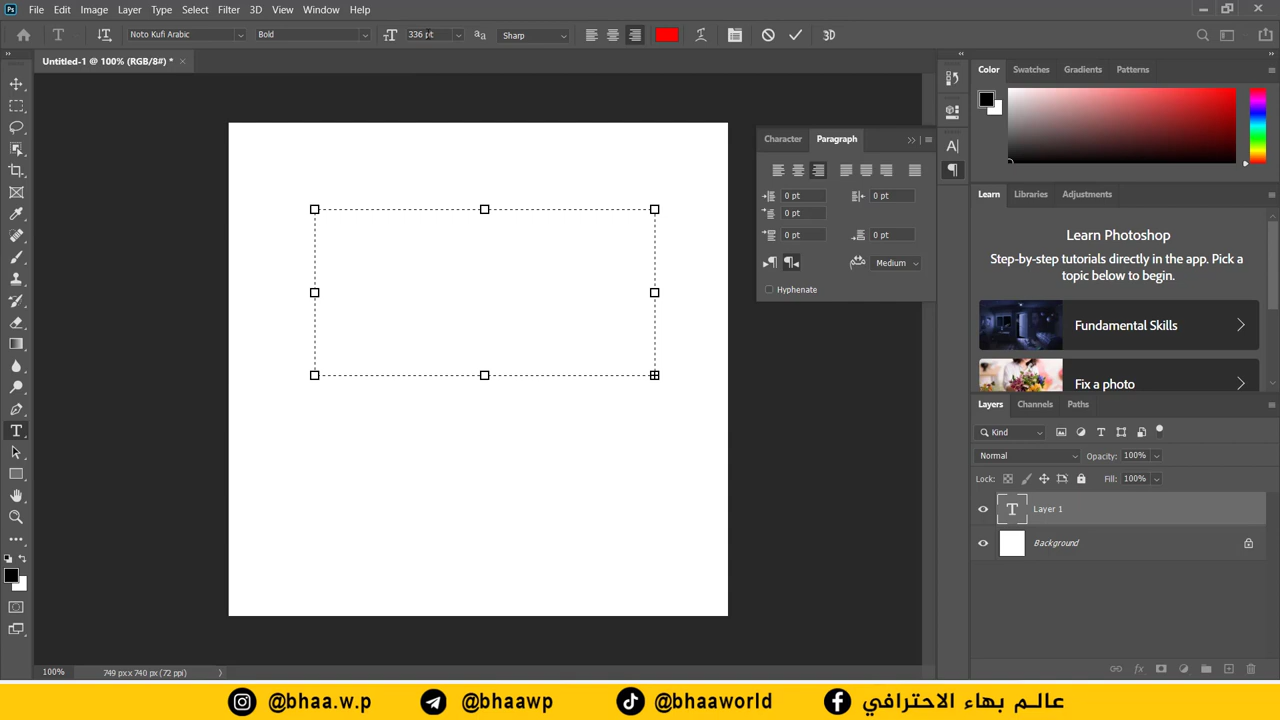 Ps File Edit Image Layer Type Select Filter 3D View Window Help
T Noto Kufi Arabic Bold 336 pt Sharp 3D
Untitled-1 @ 100% (RGB/8#) *
Color Swatches Gradients Patterns
Character Paragraph
0 pt 0 pt
0 pt
0 pt 0 pt
Medium
Hyphenate
Learn Libraries Adjustments
Learn Photoshop
Step-by-step tutorials directly in the app. Pick a
topic below to begin.
Fundamental Skills
Fix a photo
Layers Channels Paths
Kind
Normal Opacity: 100%
Lock: Fill: 100%
T Layer 1
Background
100% 749 px x 740 px (72 ppi)
@bhaa.w.p @bhaawp @bhaaworld عالم بهاء الاحترافي